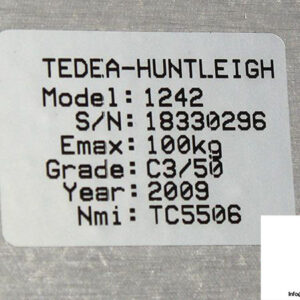 TEDEA-HUNTLEIGH
Model: 1242
S/N: 18330296
Emax: 100kg
Grade: C3/50
Year: 2009
Nmi: TC5506